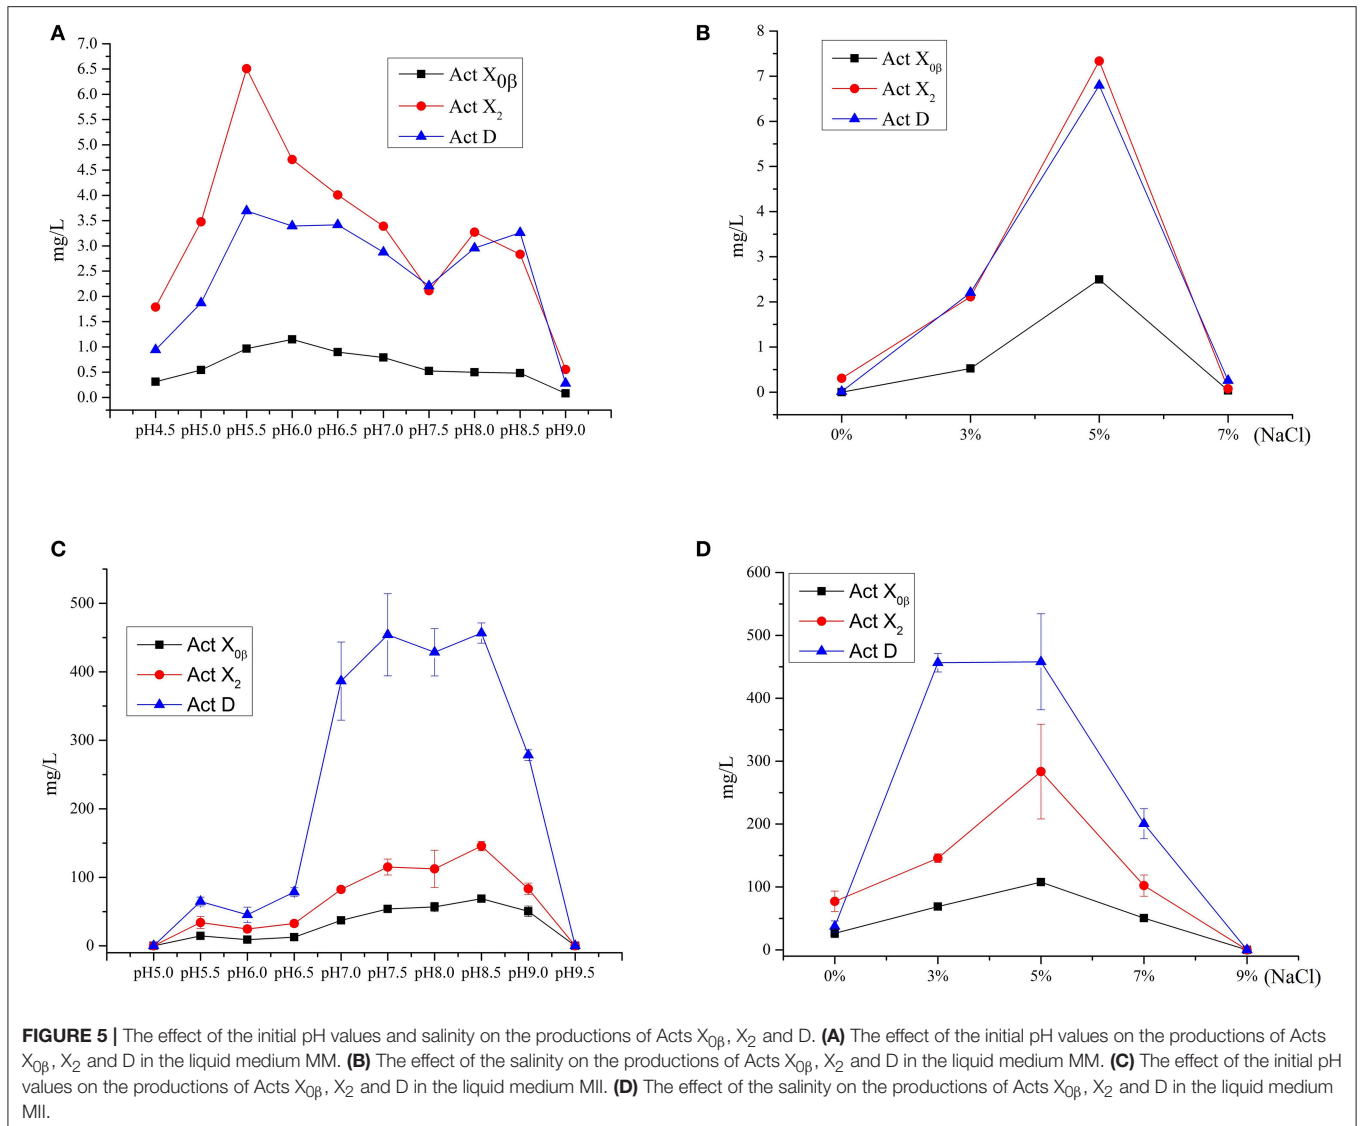 A
7.0
6.5
6.0
5.5
5.0
4.5
4.0
3.5
3.0
2.5
2.0
1.5
1.0
0.5
0.0
mg/L
Act X0β
Act X2
Act D
pH4.5 pH5.0 pH5.5 pH6.0 pH6.5 pH7.0 pH7.5 pH8.0 pH8.5 pH9.0
B
8
7
6
5
4
3
2
1
0
mg/L
Act X0β
Act X2
Act D
0% 3% 5% 7% (NaCl)
C
500
400
300
200
100
0
mg/L
Act X0β
Act X2
Act D
pH5.0 pH5.5 pH6.0 pH6.5 pH7.0 pH7.5 pH8.0 pH8.5 pH9.0 pH9.5
D
600
500
400
300
200
100
0
mg/L
Act X0β
Act X2
Act D
0% 3% 5% 7% 9% (NaCl)
FIGURE 5 | The effect of the initial pH values and salinity on the productions of Acts X0β, X2 and D. (A) The effect of the initial pH values on the productions of Acts
X0β, X2 and D in the liquid medium MM. (B) The effect of the salinity on the productions of Acts X0β, X2 and D in the liquid medium MM. (C) The effect of the initial pH
values on the productions of Acts X0β, X2 and D in the liquid medium MII. (D) The effect of the salinity on the productions of Acts X0β, X2 and D in the liquid medium
MII.